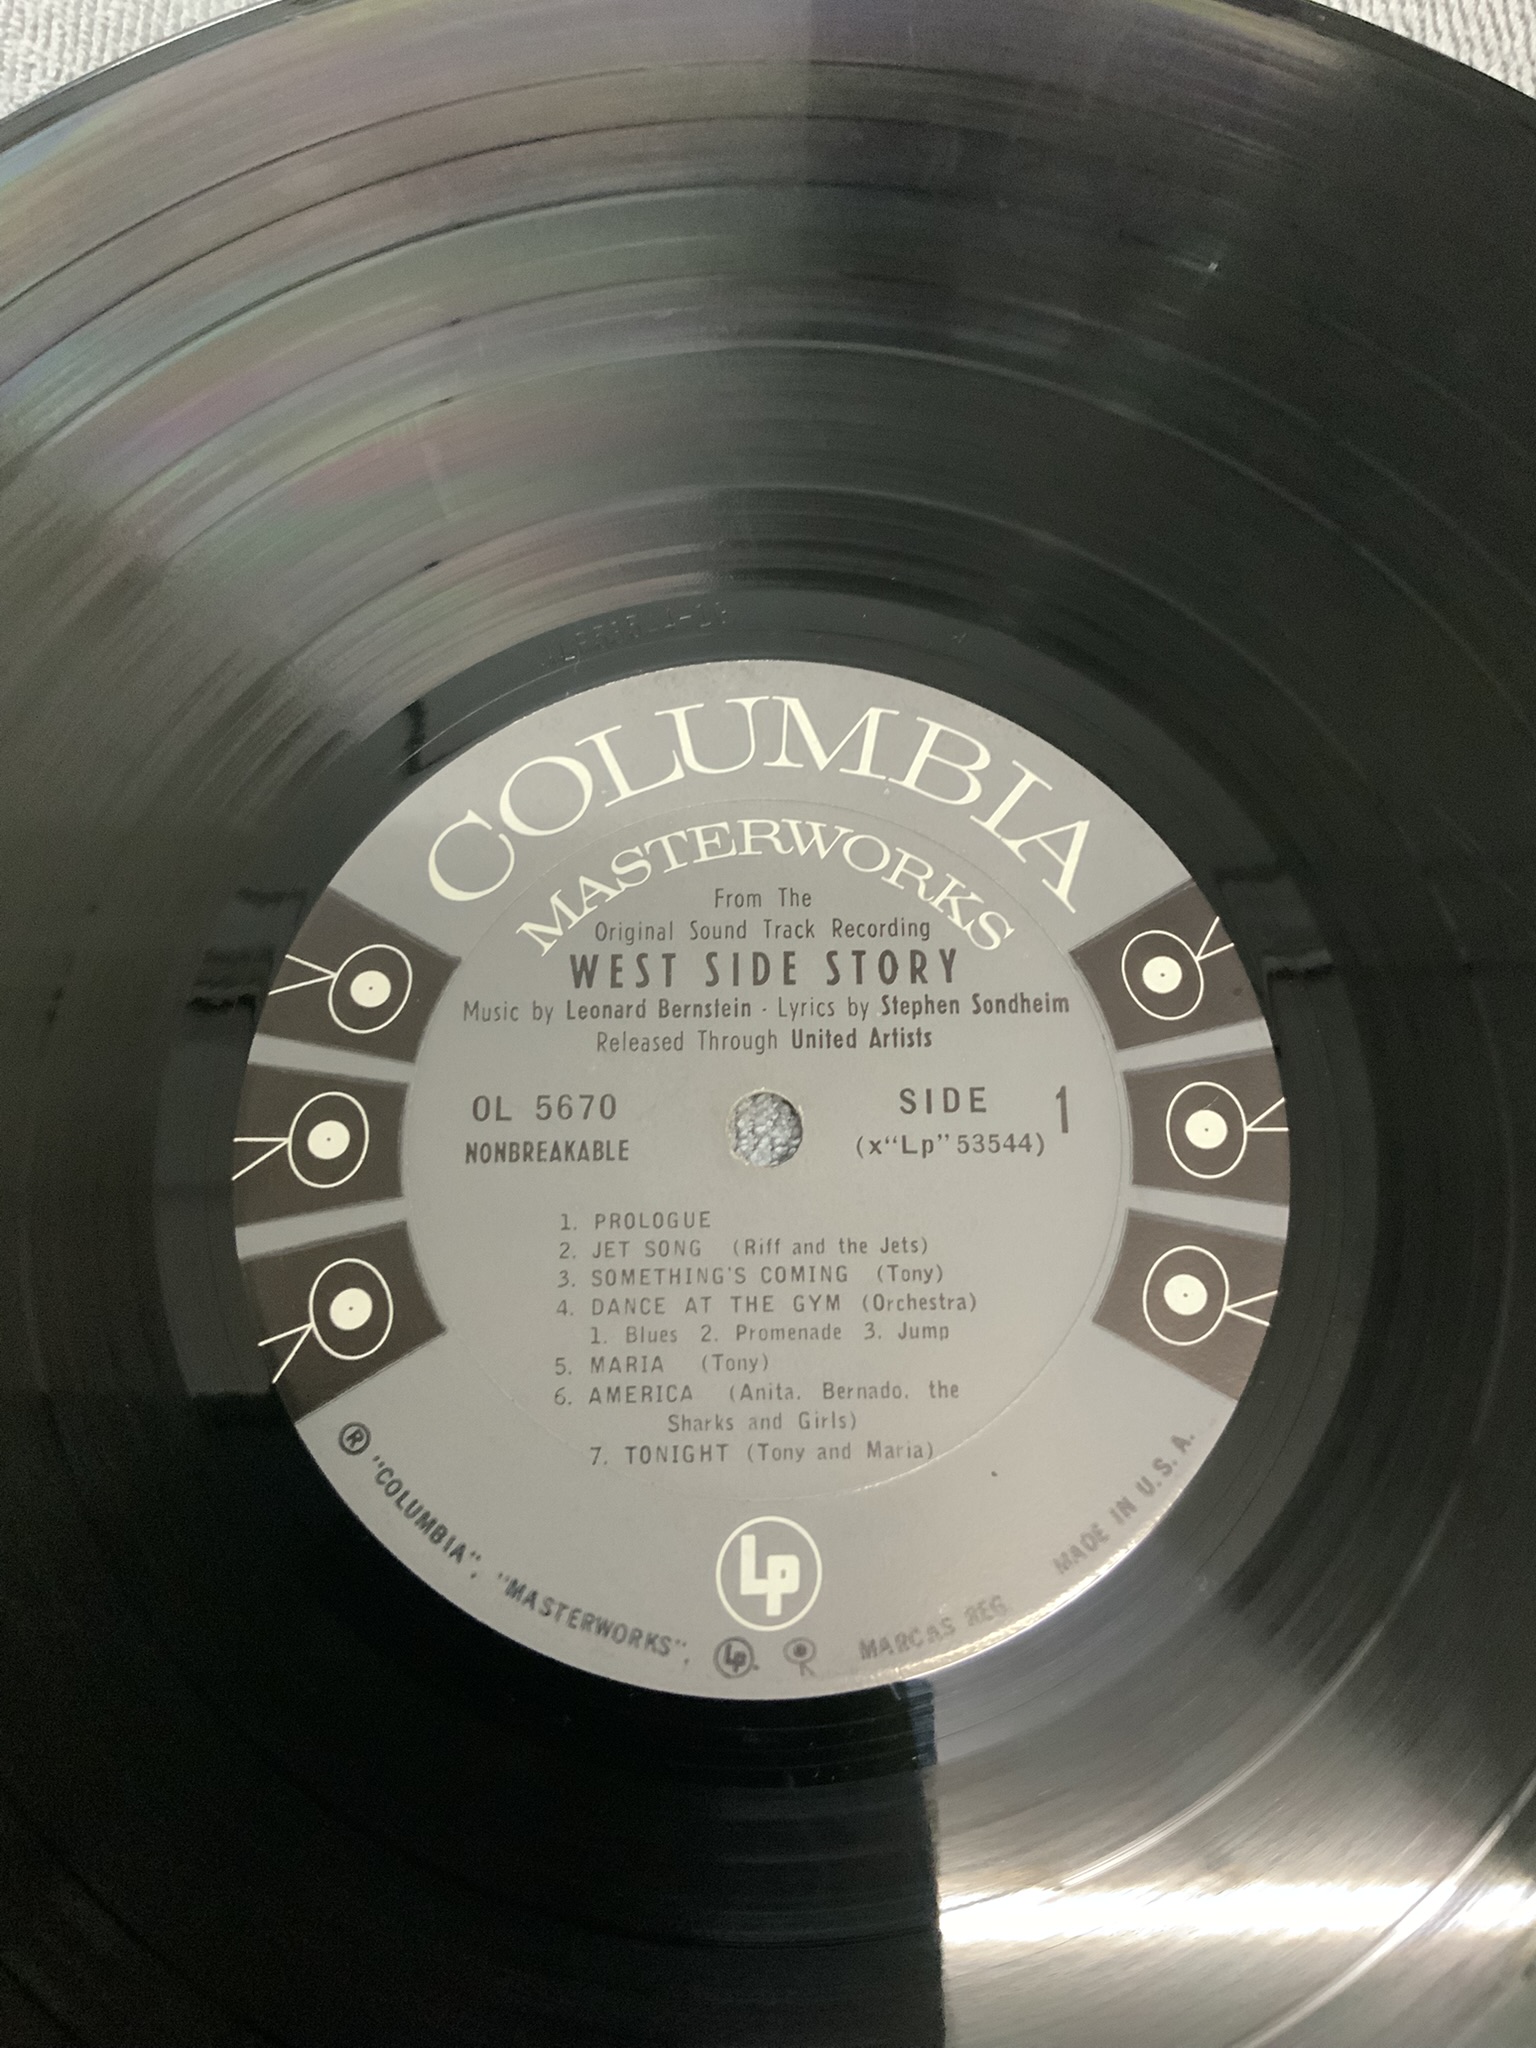 COLUMBIA
MASTERWORKS
From The
Original Sound Track Recording
WEST SIDE STORY
Music by Leonard Bernstein · Lyrics by Stephen Sondheim
Released Through United Artists
OL 5670
NONBREAKABLE
SIDE 1
(x“Lp” 53544)
1. PROLOGUE
2. JET SONG (Riff and the Jets)
3. SOMETHING'S COMING (Tony)
4. DANCE AT THE GYM (Orchestra)
1. Blues 2. Promenade 3. Jump
5. MARIA (Tony)
6. AMERICA (Anita, Bernado, the
Sharks and Girls)
7. TONIGHT (Tony and Maria)
Lp
® "COLUMBIA", "MASTERWORKS", Lp, MARCAS REG. MADE IN U.S.A.